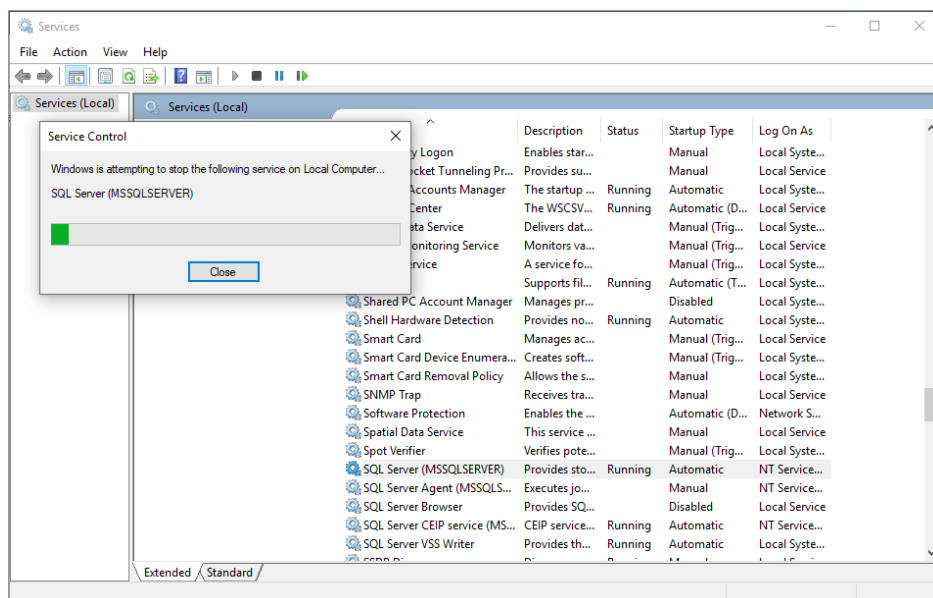 Services
File Action View Help
Services (Local)
Services (Local)
Service Control
Windows is attempting to stop the following service on Local Computer...
SQL Server (MSSQLSERVER)
Close
Description Status Startup Type Log On As
y Logon Enables star... Manual Local Syste...
ocket Tunneling Pr... Provides su... Manual Local Service
Accounts Manager The startup ... Running Automatic Local Syste...
Center The WSCSV... Running Automatic (D... Local Service
ata Service Delivers dat... Manual (Trig... Local Syste...
onitoring Service Monitors va... Manual (Trig... Local Service
ervice A service fo... Manual (Trig... Local Syste...
Supports fil... Running Automatic (T... Local Syste...
Shared PC Account Manager Manages pr... Disabled Local Syste...
Shell Hardware Detection Provides no... Running Automatic Local Syste...
Smart Card Manages ac... Manual (Trig... Local Service
Smart Card Device Enumera... Creates soft... Manual (Trig... Local Syste...
Smart Card Removal Policy Allows the s... Manual Local Syste...
SNMP Trap Receives tra... Manual Local Service
Software Protection Enables the ... Automatic (D... Network S...
Spatial Data Service This service ... Manual Local Service
Spot Verifier Verifies pote... Manual (Trig... Local Syste...
SQL Server (MSSQLSERVER) Provides sto... Running Automatic NT Service...
SQL Server Agent (MSSQLS... Executes jo... Manual NT Service...
SQL Server Browser Provides SQ... Disabled Local Service
SQL Server CEIP service (MS... CEIP service... Running Automatic NT Service...
SQL Server VSS Writer Provides th... Running Automatic Local Syste...
Extended Standard